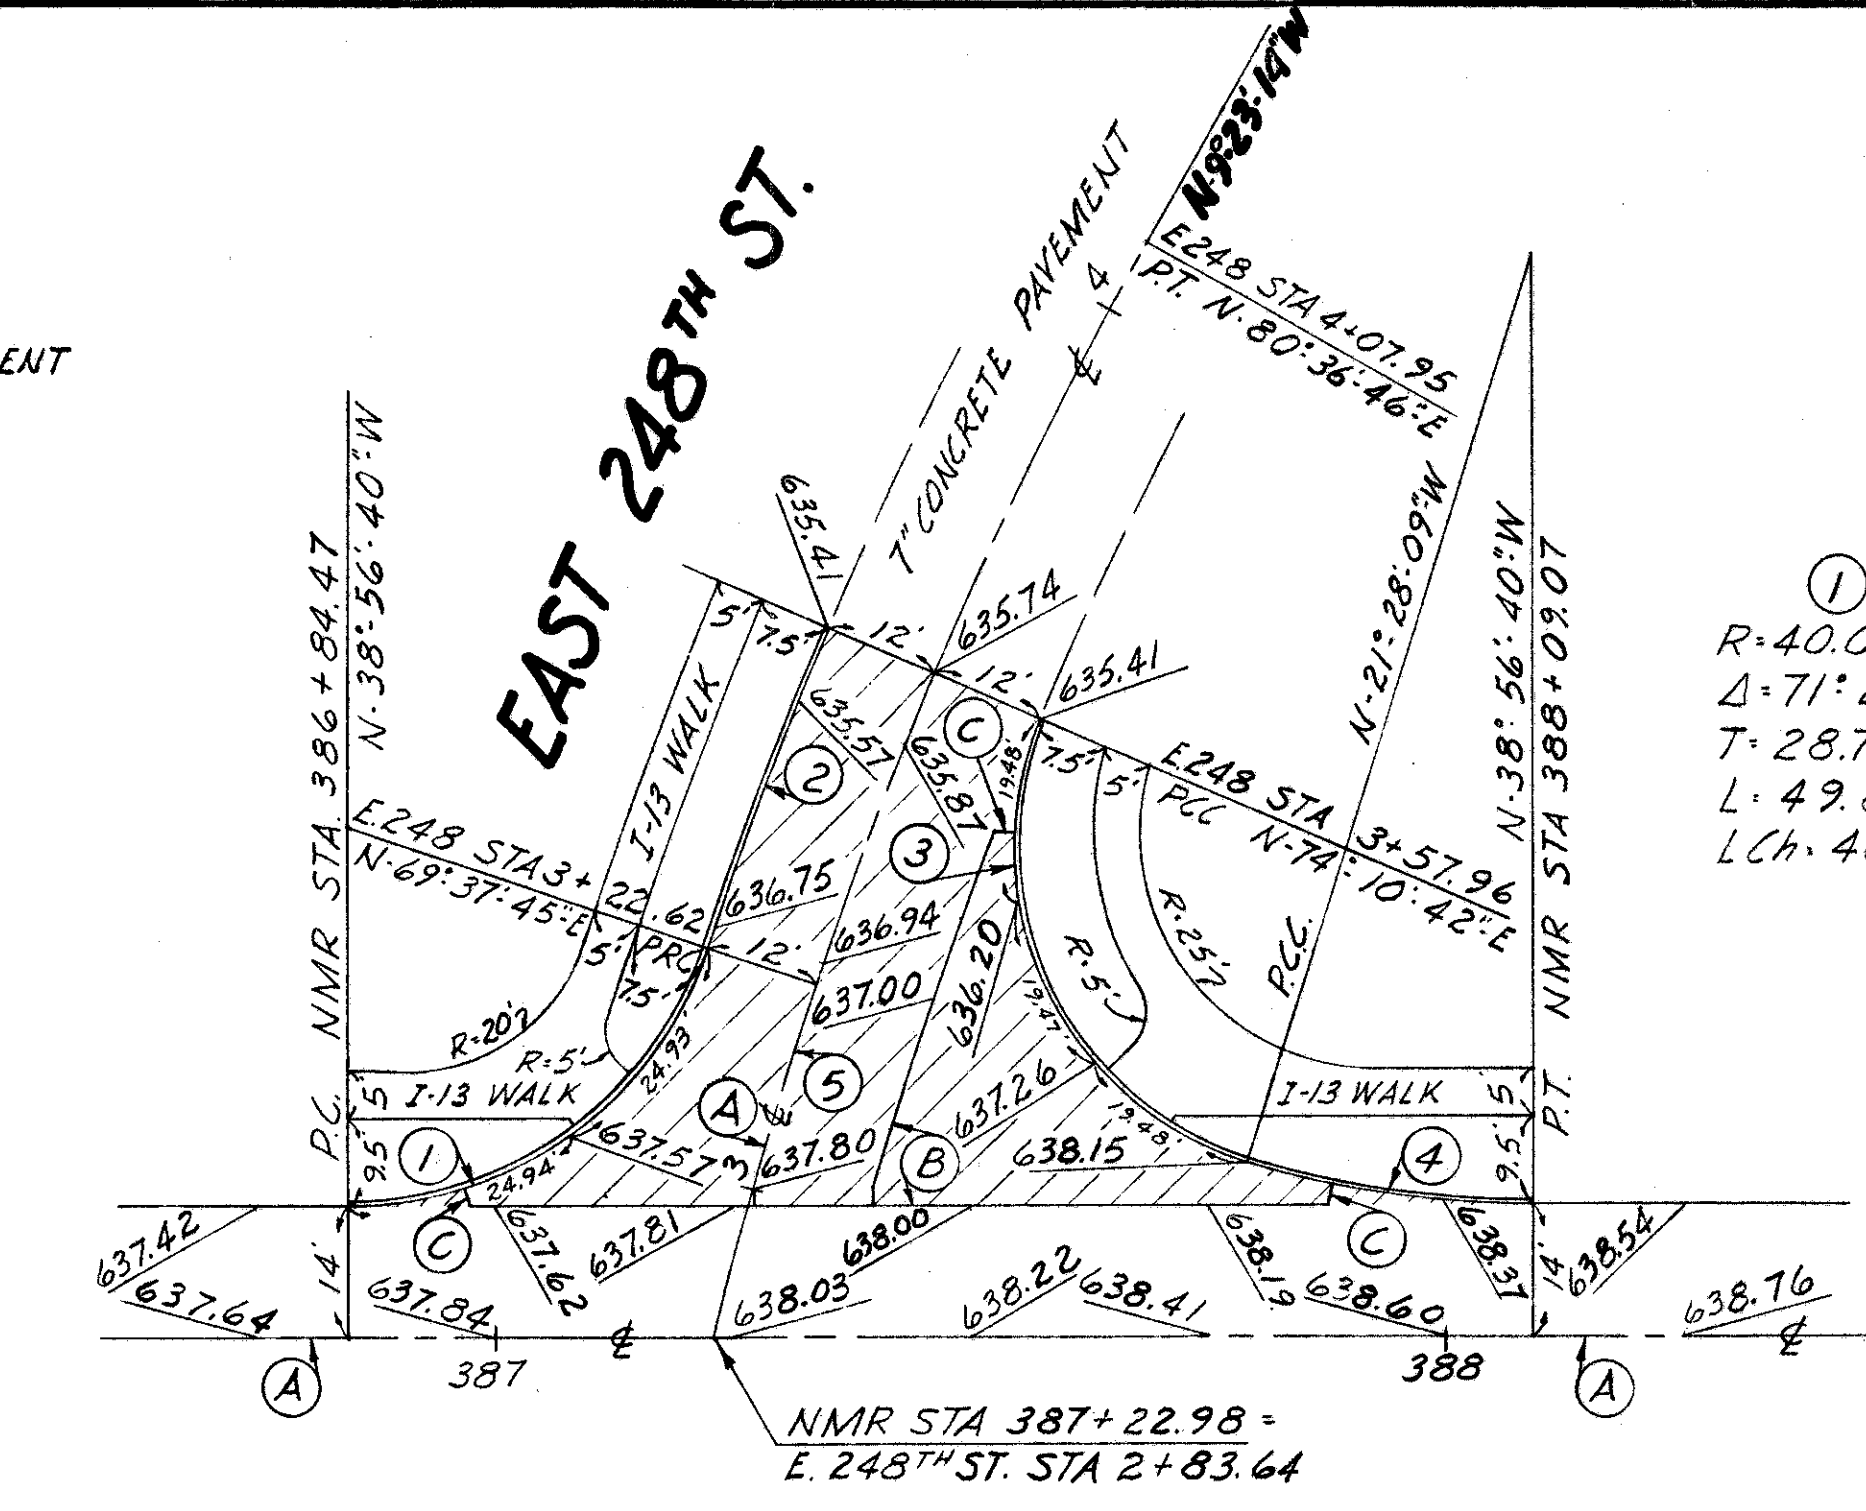 ENT
EAST 248TH ST.
7" CONCRETE PAVEMENT
4
℄
N-9°23'-14"W
E248 STA 4+07.95
P.T. N-80°-36'-46"-E
N-21°-28'-09"-W
P.C.C.
P.C. NMR STA. 386+84.47
N-38°-56'-40"-W
N-38°-56'-40"-W
P.T. NMR STA 388+09.07
1
R=40.0
Δ=71°
T=28.7
L=49.
LCh=4
635.41
5'
7.5'
12'
635.74
12'
635.41
7.5'
5'
E.248 STA 3+57.96
PCC N-74°-10'-42"-E
I-13 WALK
635.57
635.87
C
19.48'
2
3
E.248 STA 3+22.62
N-69°-37'-45"-E
PRC
5'
7.5'
12'
636.75
636.94
637.00
636.20
R-5'
R-25'
R=20'
R=5'
24.93'
19.47'
A
℄
5
637.26
I-13 WALK
5'
9.5'
1
24.94'
637.57
3
637.80
B
638.15
19.48'
I-13 WALK
4
5'
9.5'
637.42
637.64
14'
C
637.84
637.62
637.81
638.00
638.03
638.22
638.41
638.19
C
638.60
638.37
14'
638.54
638.76
℄
℄
A
387
388
A
NMR STA 387+22.98 =
E. 248TH ST. STA 2+83.64